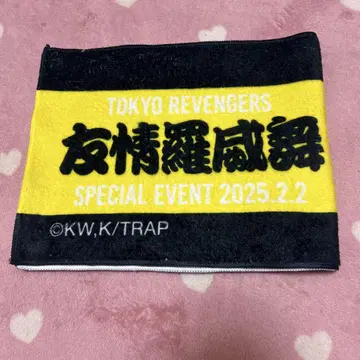 TOKYO REVENGERS
友情羅威舞
SPECIAL EVENT 2025.2.2
©KW,K/TRAP